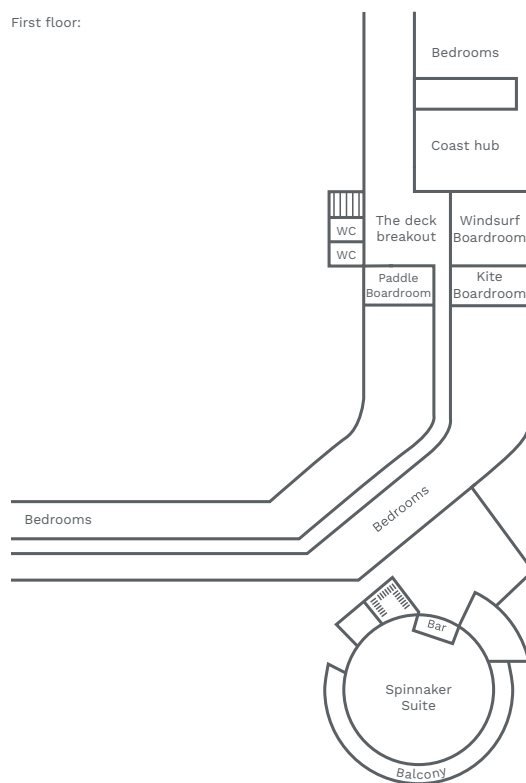 First floor:
Bedrooms
Coast hub
The deck
breakout
Windsurf
Boardroom
WC
WC
Paddle
Boardroom
Kite
Boardroom
Bedrooms
Bedrooms
Bar
Spinnaker
Suite
Balcony